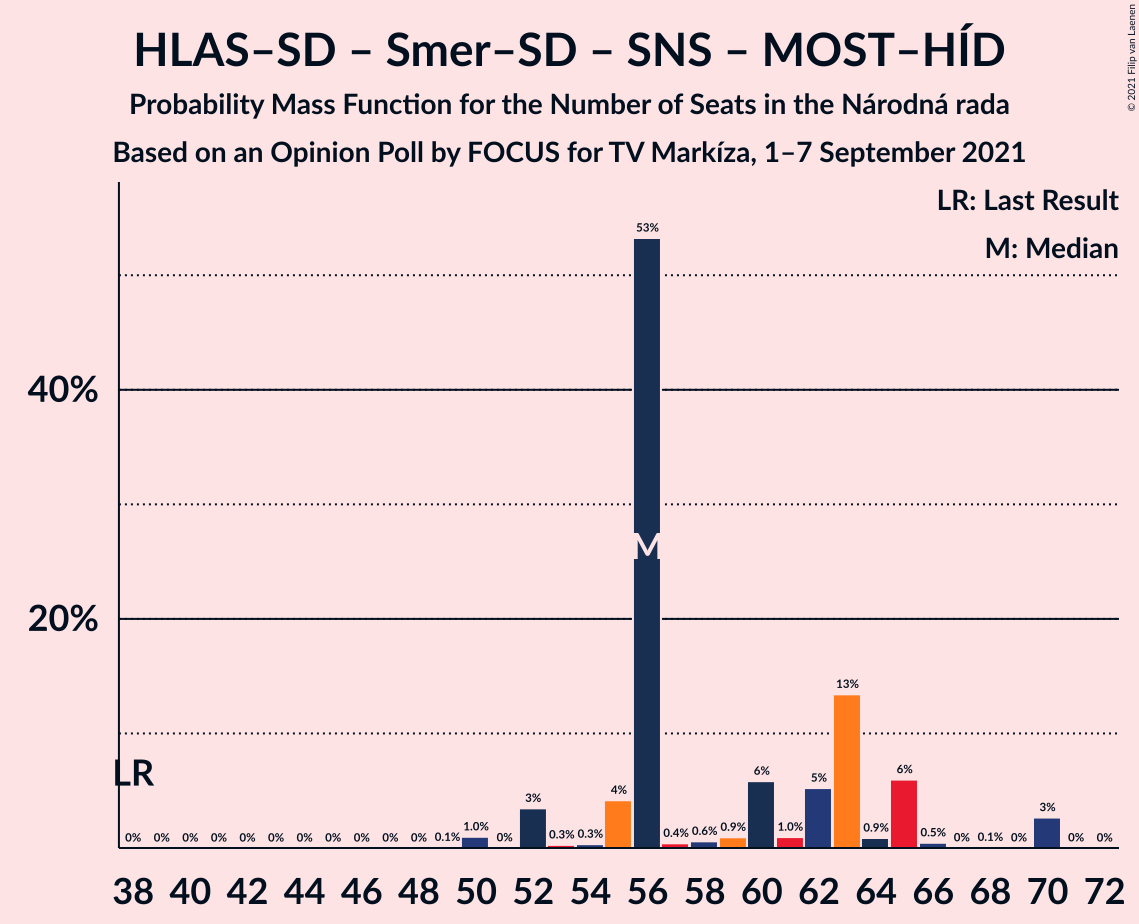 HLAS–SD – Smer–SD – SNS – MOST–HÍD
Probability Mass Function for the Number of Seats in the Národná rada
Based on an Opinion Poll by FOCUS for TV Markíza, 1–7 September 2021
© 2021 Filip van Laenen
LR: Last Result
M: Median
53%
40%
M
20%
13%
LR
6% 5% 6%
4%
3% 3%
0% 0% 0% 0% 0% 0% 0% 0% 0% 0% 0% 0.1% 1.0% 0% 0.3% 0.3% 0.4% 0.6% 0.9% 1.0% 0.9% 0.5% 0% 0.1% 0% 0% 0%
38 40 42 44 46 48 50 52 54 56 58 60 62 64 66 68 70 72